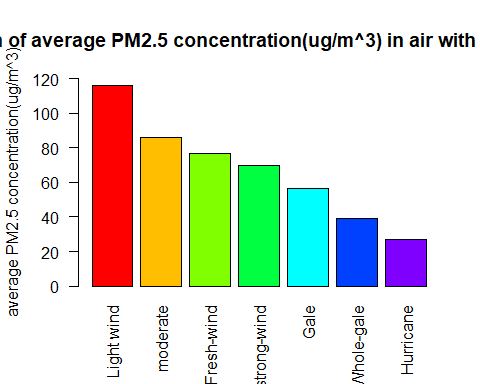 n of average PM2.5 concentration(ug/m^3) in air with
average PM2.5 concentration(ug/m^3)
120
100
80
60
40
20
0
Light wind
moderate
Fresh-wind
strong-wind
Gale
Whole-gale
Hurricane